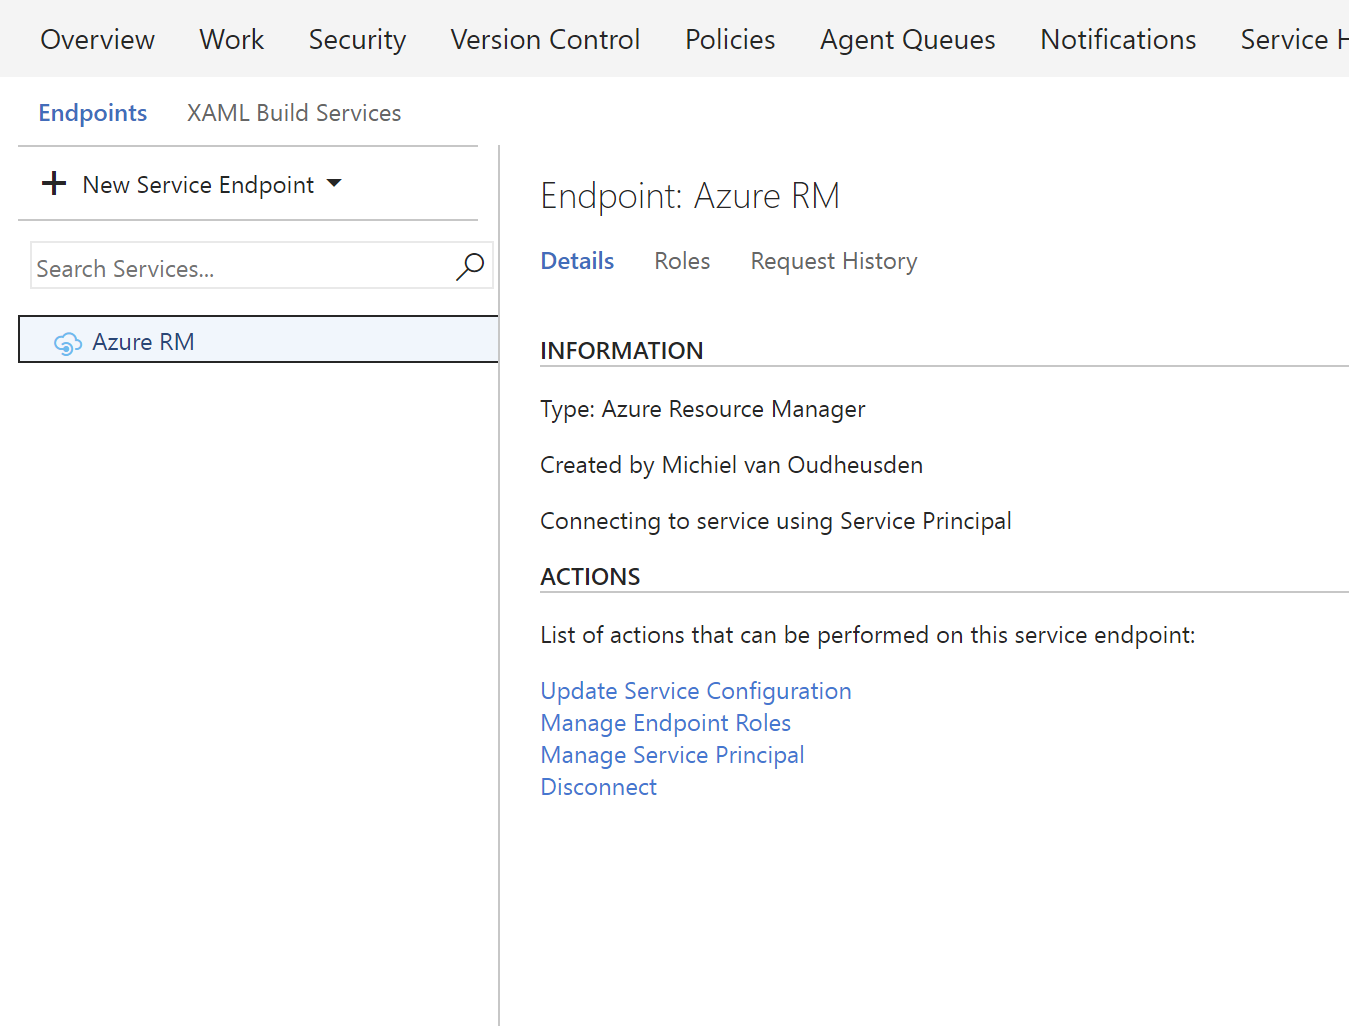 Overview Work Security Version Control Policies Agent Queues Notifications Service H
Endpoints XAML Build Services
New Service Endpoint
Search Services...
Azure RM
Endpoint: Azure RM
Details Roles Request History
INFORMATION
Type: Azure Resource Manager
Created by Michiel van Oudheusden
Connecting to service using Service Principal
ACTIONS
List of actions that can be performed on this service endpoint:
Update Service Configuration
Manage Endpoint Roles
Manage Service Principal
Disconnect